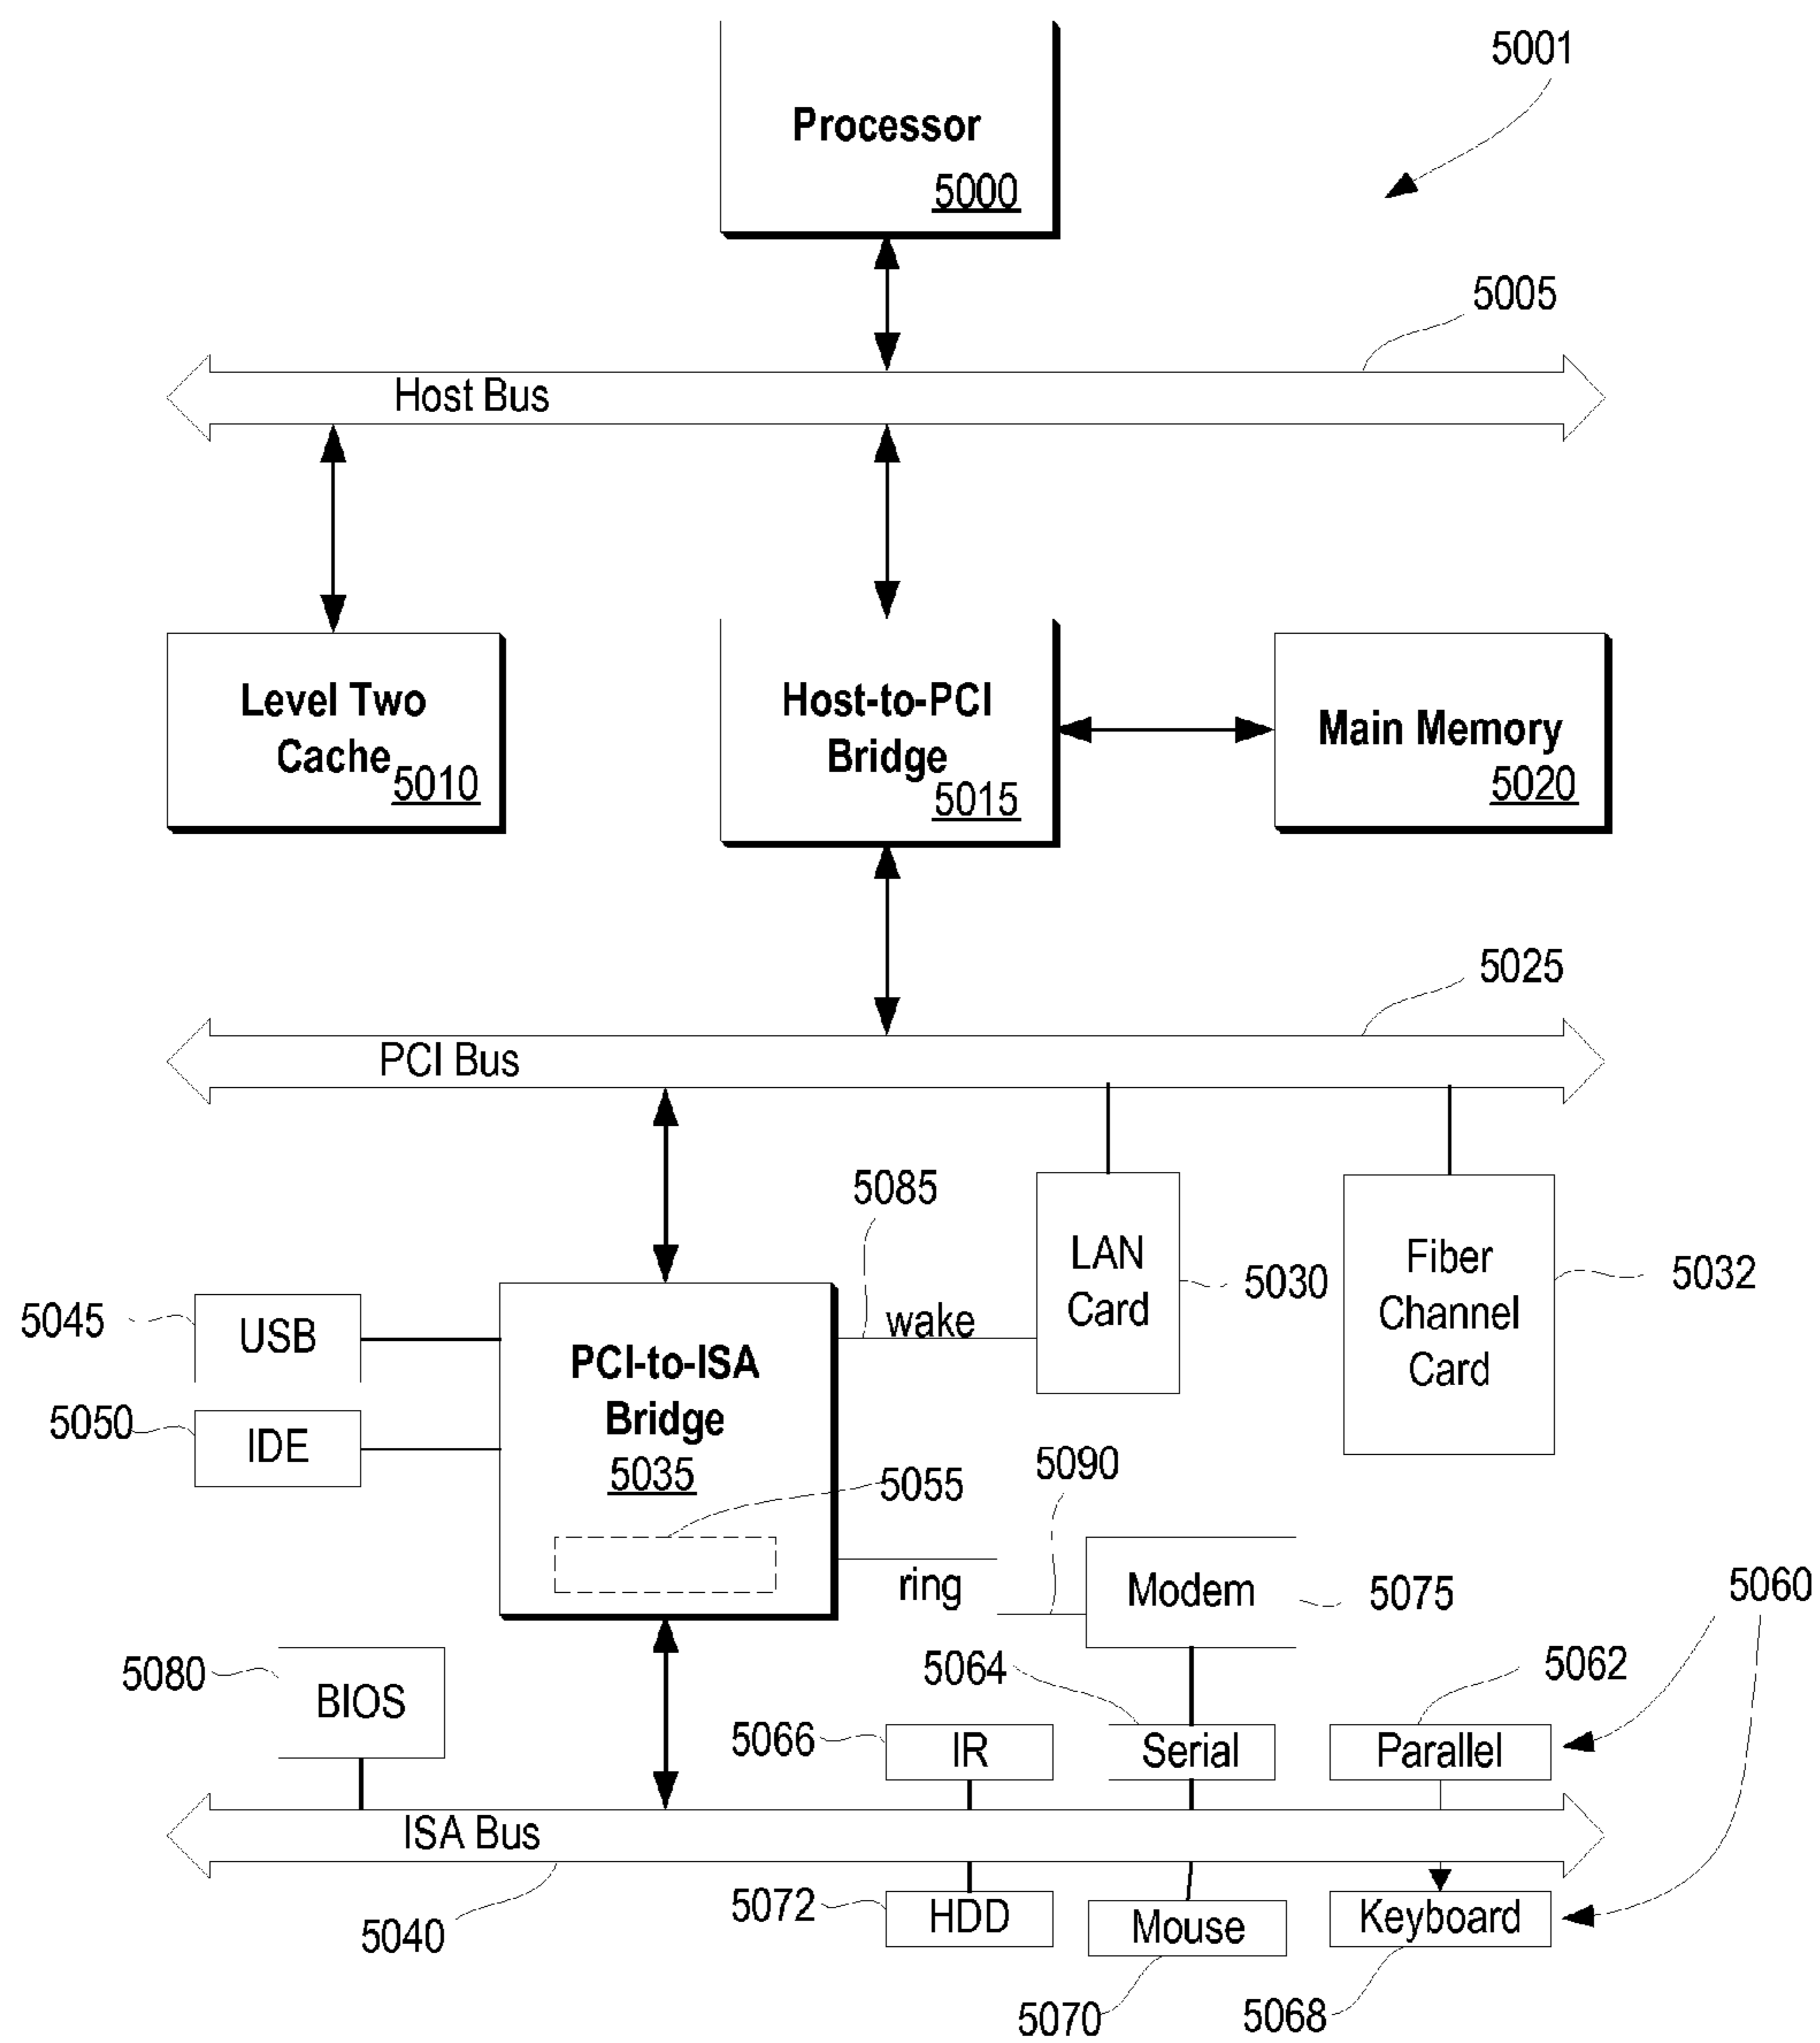 Processor
5000
5001
5005
Host Bus
Level Two
Cache
5010
Host-to-PCI
Bridge
5015
Main Memory
5020
5025
PCI Bus
5085
LAN
Card
5030
Fiber
Channel
Card
5032
wake
5045
USB
5050
IDE
PCI-to-ISA
Bridge
5035
5055
5090
ring
Modem
5075
5060
5080
BIOS
5064
5062
5066
IR
Serial
Parallel
ISA Bus
5040
5072
HDD
Mouse
Keyboard
5070
5068